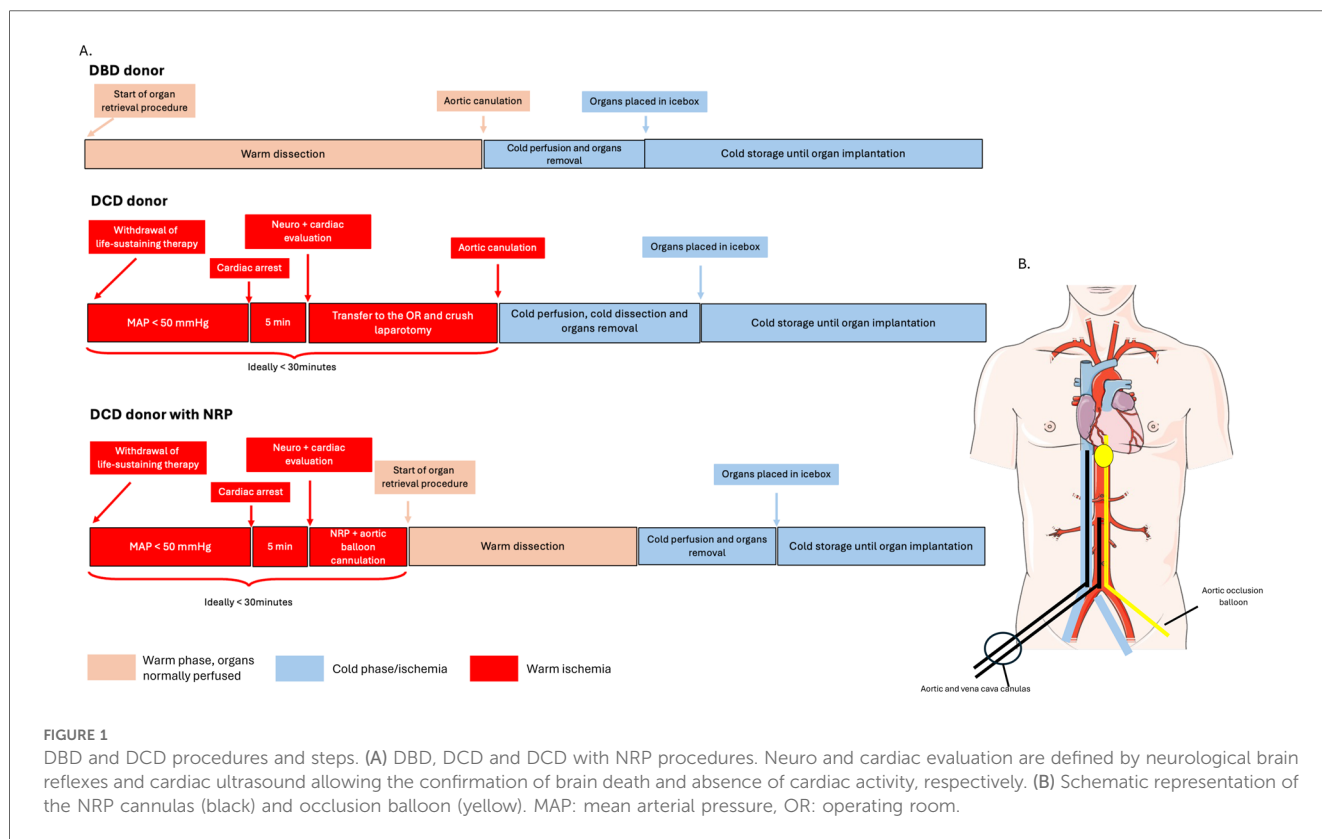 A.
DBD donor
Start of organ
retrieval procedure
Aortic canulation
Organs placed in icebox
Warm dissection
Cold perfusion and organs
removal
Cold storage until organ implantation
DCD donor
Withdrawal of
life-sustaining therapy
Cardiac arrest
Neuro + cardiac
evaluation
Aortic canulation
Organs placed in icebox
MAP < 50 mmHg
5 min
Transfer to the OR and crush
laparotomy
Cold perfusion, cold dissection and
organs removal
Cold storage until organ implantation
Ideally < 30minutes
DCD donor with NRP
Withdrawal of
life-sustaining therapy
Cardiac arrest
Neuro + cardiac
evaluation
Start of organ
retrieval procedure
Organs placed in icebox
MAP < 50 mmHg
5 min
NRP + aortic
balloon
cannulation
Warm dissection
Cold perfusion and organs
removal
Cold storage until organ implantation
Ideally < 30minutes
Warm phase, organs
normally perfused
Cold phase/ischemia
Warm ischemia
B.
Aortic occlusion
balloon
Aortic and vena cava canulas
FIGURE 1
DBD and DCD procedures and steps. (A) DBD, DCD and DCD with NRP procedures. Neuro and cardiac evaluation are defined by neurological brain
reflexes and cardiac ultrasound allowing the confirmation of brain death and absence of cardiac activity, respectively. (B) Schematic representation of
the NRP cannulas (black) and occlusion balloon (yellow). MAP: mean arterial pressure, OR: operating room.